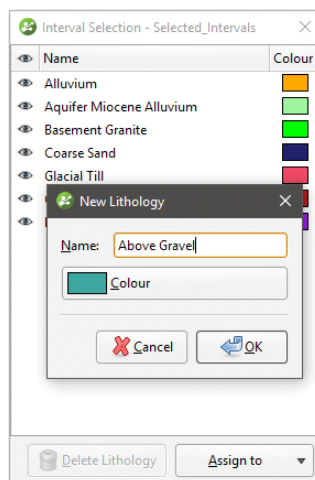 Interval Selection - Selected_Intervals
Name Colour
Alluvium
Aquifer Miocene Alluvium
Basement Granite
Coarse Sand
Glacial Till
New Lithology
Name: Above Gravel
Colour
Cancel OK
Delete Lithology Assign to